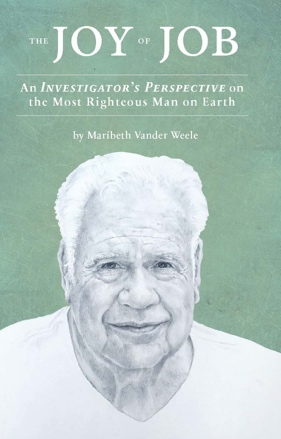 THE JOY OF JOB
An INVESTIGATOR'S PERSPECTIVE on
the Most Righteous Man on Earth
by Maribeth Vander Weele